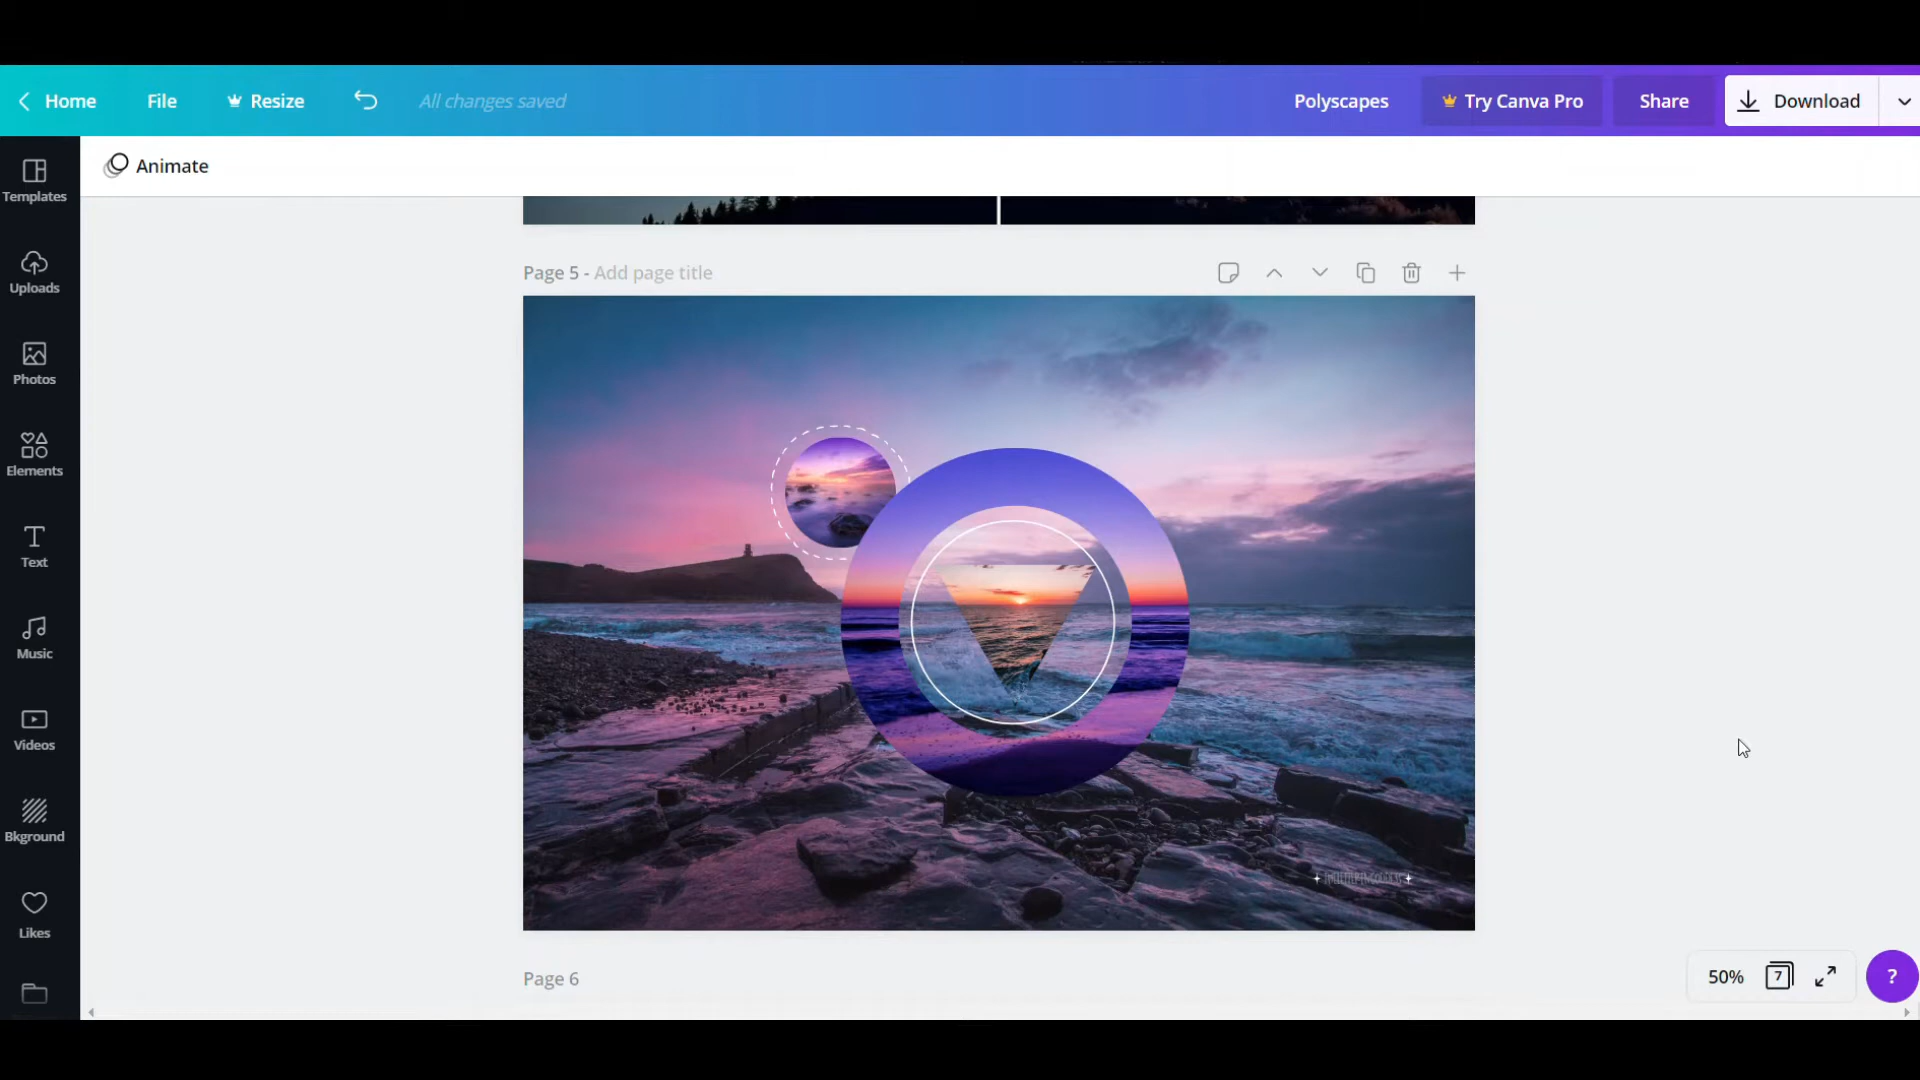 Home
File
Resize
All changes saved
Polyscapes
Try Canva Pro
Share
Download
Templates
Animate
Uploads
Page 5 - Add page title
Photos
Elements
Text
Music
Videos
Bkground
Likes
Page 6
50%
7
?